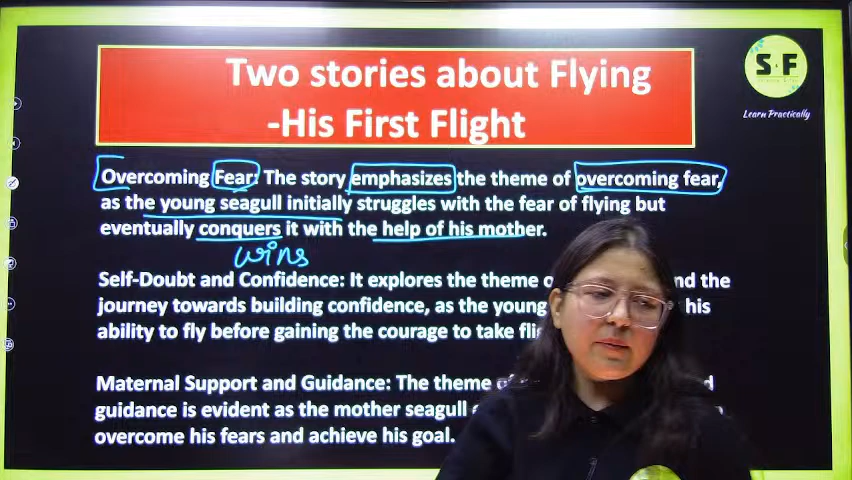 Two stories about Flying
-His First Flight
S F
Learn Practically
Overcoming Fear: The story emphasizes the theme of overcoming fear,
as the young seagull initially struggles with the fear of flying but
eventually conquers it with the help of his mother.
wins
Self-Doubt and Confidence: It explores the theme nd the
journey towards building confidence, as the young his
ability to fly before gaining the courage to take
Maternal Support and Guidance: The theme
guidance is evident as the mother seagull
overcome his fears and achieve his goal.